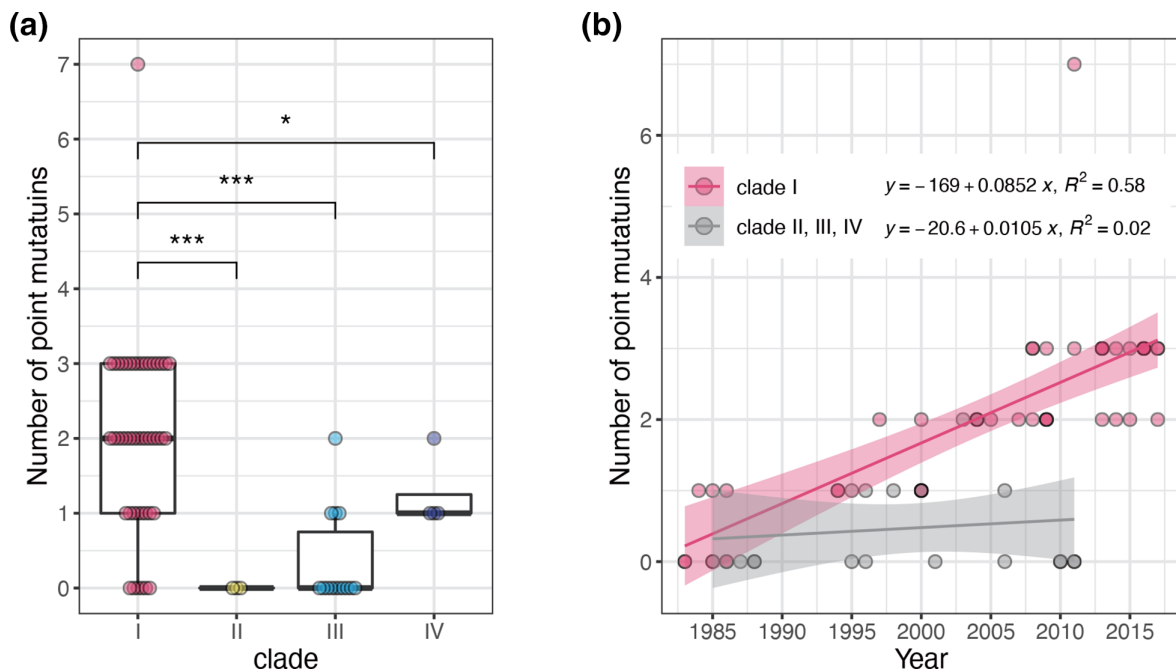 (a)
Number of point mutatuins
7
6
5
4
3
2
1
0
*
***
***
I
II
III
IV
clade
(b)
Number of point mutatuins
6
4
2
0
clade I y = − 169 + 0.0852 x, R² = 0.58
clade II, III, IV y = − 20.6 + 0.0105 x, R² = 0.02
1985 1990 1995 2000 2005 2010 2015
Year